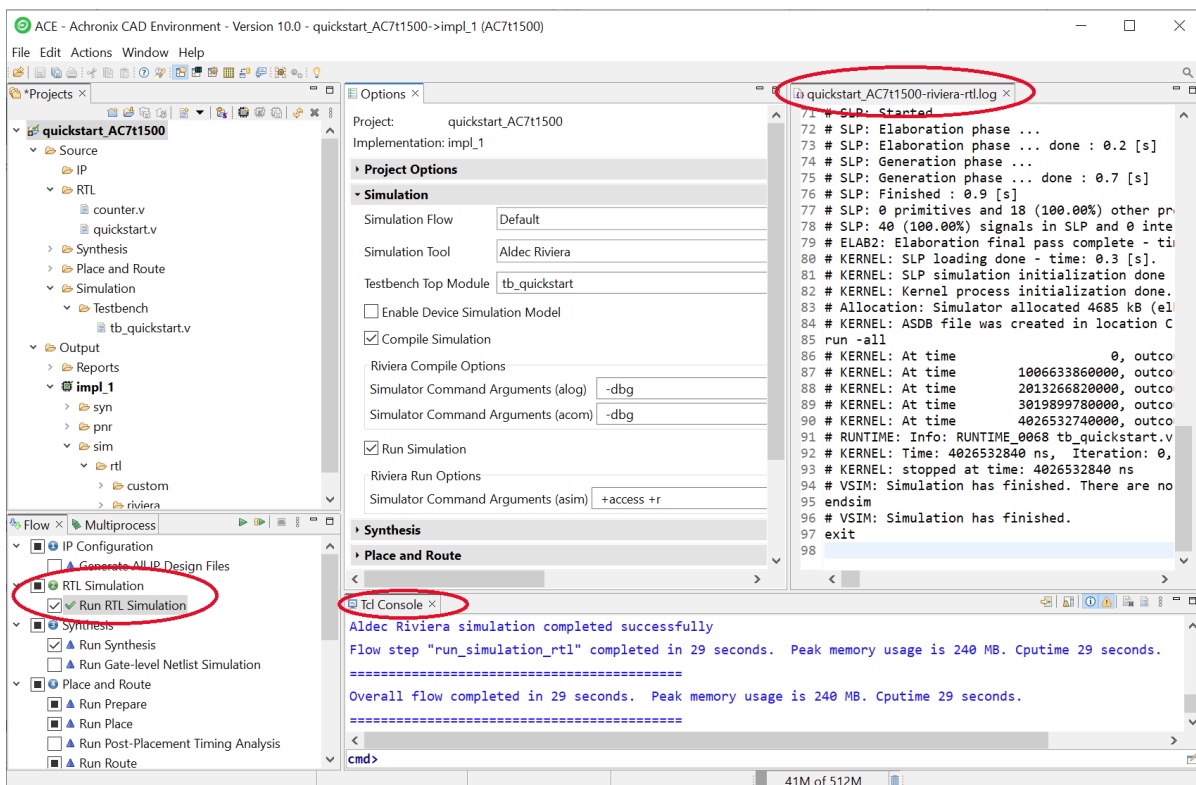 ACE - Achronix CAD Environment - Version 10.0 - quickstart_AC7t1500->impl_1 (AC7t1500)
File Edit Actions Window Help
*Projects
quickstart_AC7t1500
Source
IP
RTL
counter.v
quickstart.v
Synthesis
Place and Route
Simulation
Testbench
tb_quickstart.v
Output
Reports
impl_1
syn
pnr
sim
rtl
custom
riviera
Flow Multiprocess
1 IP Configuration
Generate All IP Design Files
2 RTL Simulation
Run RTL Simulation
3 Synthesis
Run Synthesis
Run Gate-level Netlist Simulation
4 Place and Route
Run Prepare
Run Place
Run Post-Placement Timing Analysis
Run Route
Options
Project: quickstart_AC7t1500
Implementation: impl_1
Project Options
Simulation
Simulation Flow Default
Simulation Tool Aldec Riviera
Testbench Top Module tb_quickstart
Enable Device Simulation Model
Compile Simulation
Riviera Compile Options
Simulator Command Arguments (alog) -dbg
Simulator Command Arguments (acom) -dbg
Run Simulation
Riviera Run Options
Simulator Command Arguments (asim) +access +r
Synthesis
Place and Route
quickstart_AC7t1500-riviera-rtl.log
71 # SLP: Started
72 # SLP: Elaboration phase ...
73 # SLP: Elaboration phase ... done : 0.2 [s]
74 # SLP: Generation phase ...
75 # SLP: Generation phase ... done : 0.7 [s]
76 # SLP: Finished : 0.9 [s]
77 # SLP: 0 primitives and 18 (100.00%) other pr
78 # SLP: 40 (100.00%) signals in SLP and 0 inte
79 # ELAB2: Elaboration final pass complete - ti
80 # KERNEL: SLP loading done - time: 0.3 [s].
81 # KERNEL: SLP simulation initialization done
82 # KERNEL: Kernel process initialization done.
83 # Allocation: Simulator allocated 4685 kB (el
84 # KERNEL: ASDB file was created in location C
85 run -all
86 # KERNEL: At time 0, outco
87 # KERNEL: At time 1006633860000, outco
88 # KERNEL: At time 2013266820000, outco
89 # KERNEL: At time 3019899780000, outco
90 # KERNEL: At time 4026532740000, outco
91 # RUNTIME: Info: RUNTIME_0068 tb_quickstart.v
92 # KERNEL: Time: 4026532840 ns, Iteration: 0,
93 # KERNEL: stopped at time: 4026532840 ns
94 # VSIM: Simulation has finished. There are no
95 endsim
96 # VSIM: Simulation has finished.
97 exit
98
Tcl Console
Aldec Riviera simulation completed successfully
Flow step "run_simulation_rtl" completed in 29 seconds. Peak memory usage is 240 MB. Cputime 29 seconds.
===========================================
Overall flow completed in 29 seconds. Peak memory usage is 240 MB. Cputime 29 seconds.
===========================================
cmd>
41M of 512M